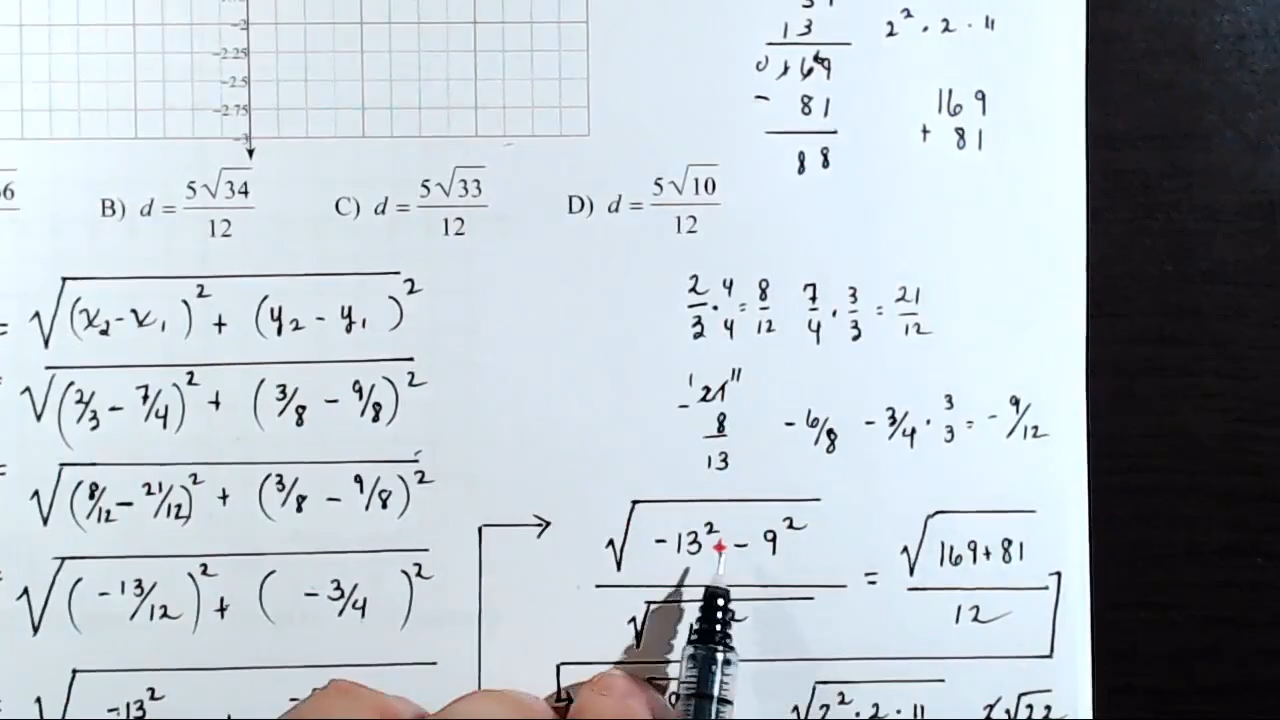 -2
-2.25
-2.5
-2.75
-3
13
169
- 81
88
2² · 2 · 11
169
+ 81
B) d = 5√34/12 C) d = 5√33/12 D) d = 5√10/12
√(x₂ - x₁)² + (y₂ - y₁)²
√(2/3 - 7/4)² + (3/8 - 9/8)²
√(8/12 - 21/12)² + (3/8 - 9/8)²
√(-13/12)² + (-3/4)²
-13²
2/3 · 4/4 = 8/12 7/4 · 3/3 = 21/12
- 21
8
13
- 6/8 - 3/4 · 3/3 = - 9/12
√-13² - 9² = √169+81/12
√2² · 2 · 11